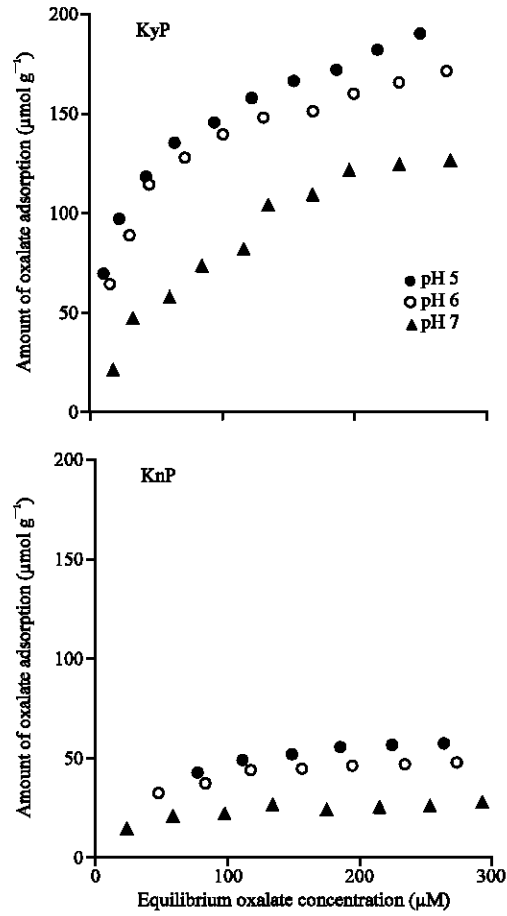 KyP
200
150
100
50
0
Amount of oxalate adsorption (μmol g⁻¹)
pH 5
pH 6
pH 7
KnP
200
150
100
50
0
Amount of oxalate adsorption (μmol g⁻¹)
0 100 200 300
Equilibrium oxalate concentration (μM)